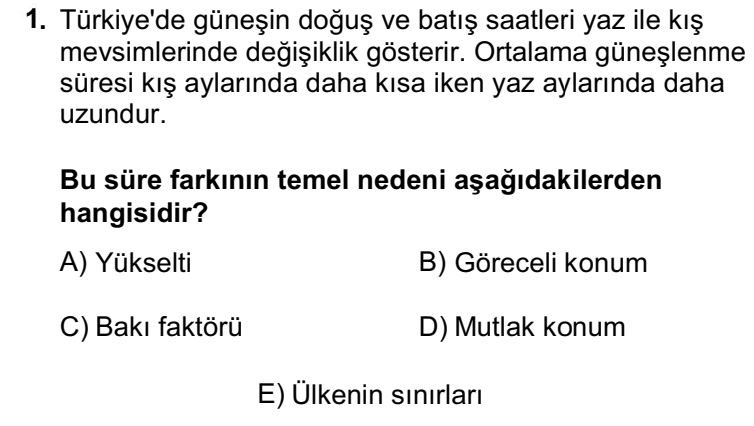 1. Türkiye'de güneşin doğuş ve batış saatleri yaz ile kış
mevsimlerinde değişiklik gösterir. Ortalama güneşlenme
süresi kış aylarında daha kısa iken yaz aylarında daha
uzundur.
Bu süre farkının temel nedeni aşağıdakilerden
hangisidir?
A) Yükselti B) Göreceli konum
C) Bakı faktörü D) Mutlak konum
E) Ülkenin sınırları